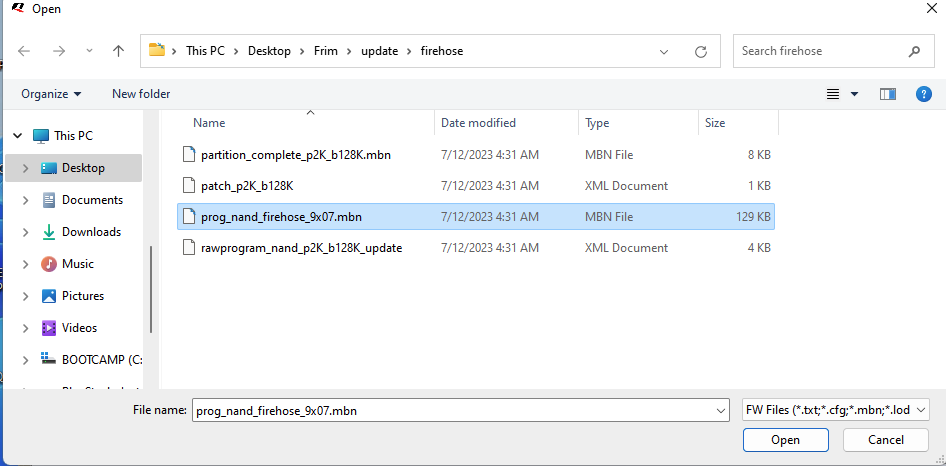 Open
This PC > Desktop > Frim > update > firehose
Search firehose
Organize
New folder
Name Date modified Type Size
This PC
Desktop
Documents
Downloads
Music
Pictures
Videos
BOOTCAMP (C:
partition_complete_p2K_b128K.mbn 7/12/2023 4:31 AM MBN File 8 KB
patch_p2K_b128K 7/12/2023 4:31 AM XML Document 1 KB
prog_nand_firehose_9x07.mbn 7/12/2023 4:31 AM MBN File 129 KB
rawprogram_nand_p2K_b128K_update 7/12/2023 4:31 AM XML Document 4 KB
File name: prog_nand_firehose_9x07.mbn
FW Files (*.txt;*.cfg;*.mbn;*.lod
Open
Cancel